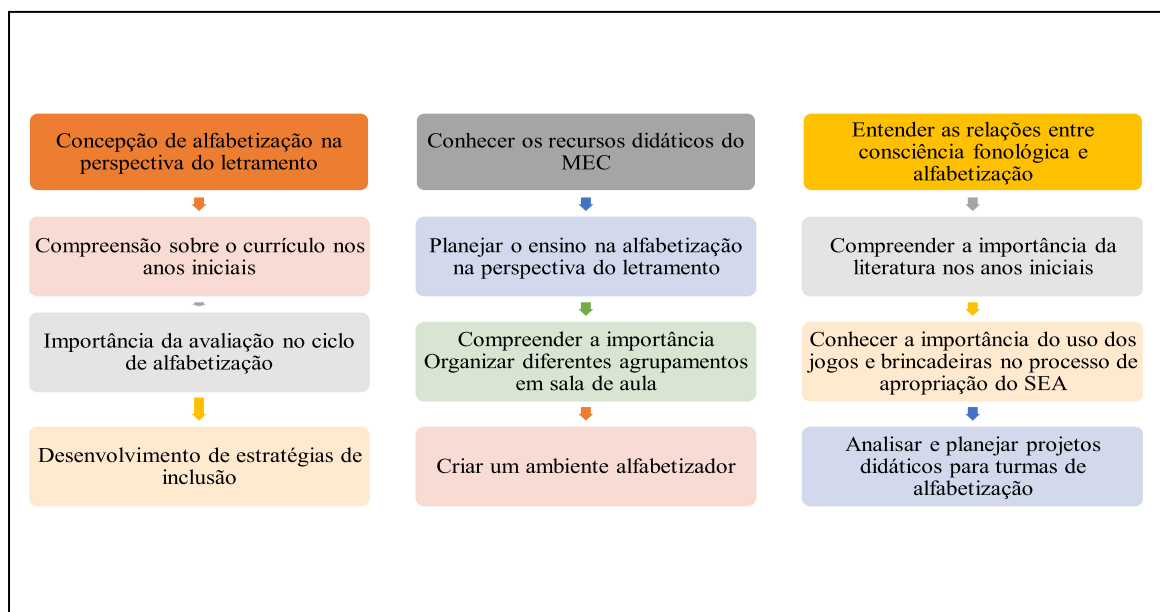 Concepção de alfabetização na
perspectiva do letramento
Compreensão sobre o currículo nos
anos iniciais
Importância da avaliação no ciclo
de alfabetização
Desenvolvimento de estratégias de
inclusão
Conhecer os recursos didáticos do
MEC
Planejar o ensino na alfabetização
na perspectiva do letramento
Compreender a importância
Organizar diferentes agrupamentos
em sala de aula
Criar um ambiente alfabetizador
Entender as relações entre
consciência fonológica e
alfabetização
Compreender a importância da
literatura nos anos iniciais
Conhecer a importância do uso dos
jogos e brincadeiras no processo de
apropriação do SEA
Analisar e planejar projetos
didáticos para turmas de
alfabetização